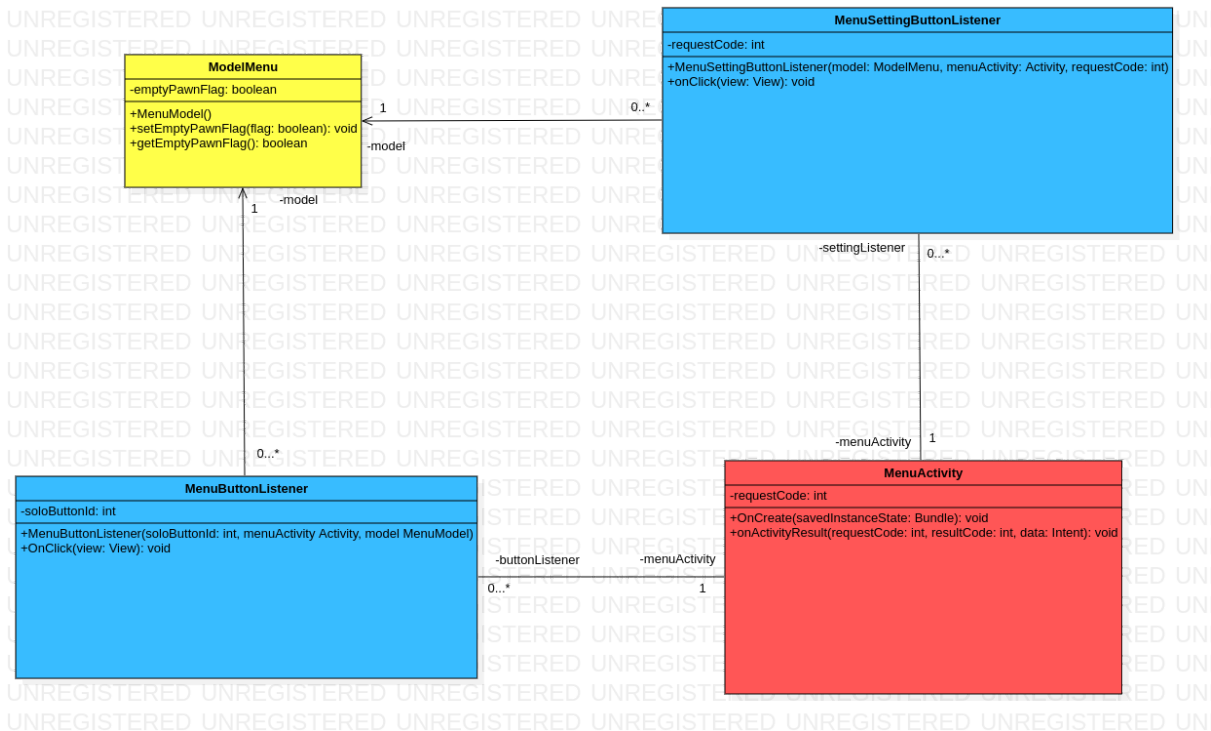 MenuSettingButtonListener
-requestCode: int
+MenuSettingButtonListener(model: ModelMenu, menuActivity: Activity, requestCode: int)
+onClick(view: View): void
ModelMenu
-emptyPawnFlag: boolean
+MenuModel()
+setEmptyPawnFlag(flag: boolean): void
+getEmptyPawnFlag(): boolean
1
0..*
-model
-model
1
-settingListener
0...*
-menuActivity
1
0...*
MenuButtonListener
-soloButtonId: int
+MenuButtonListener(soloButtonId: int, menuActivity Activity, model MenuModel)
+OnClick(view: View): void
MenuActivity
-requestCode: int
+OnCreate(savedInstanceState: Bundle): void
+onActivityResult(requestCode: int, resultCode: int, data: Intent): void
-buttonListener
-menuActivity
0...*
1
UNREGISTERED